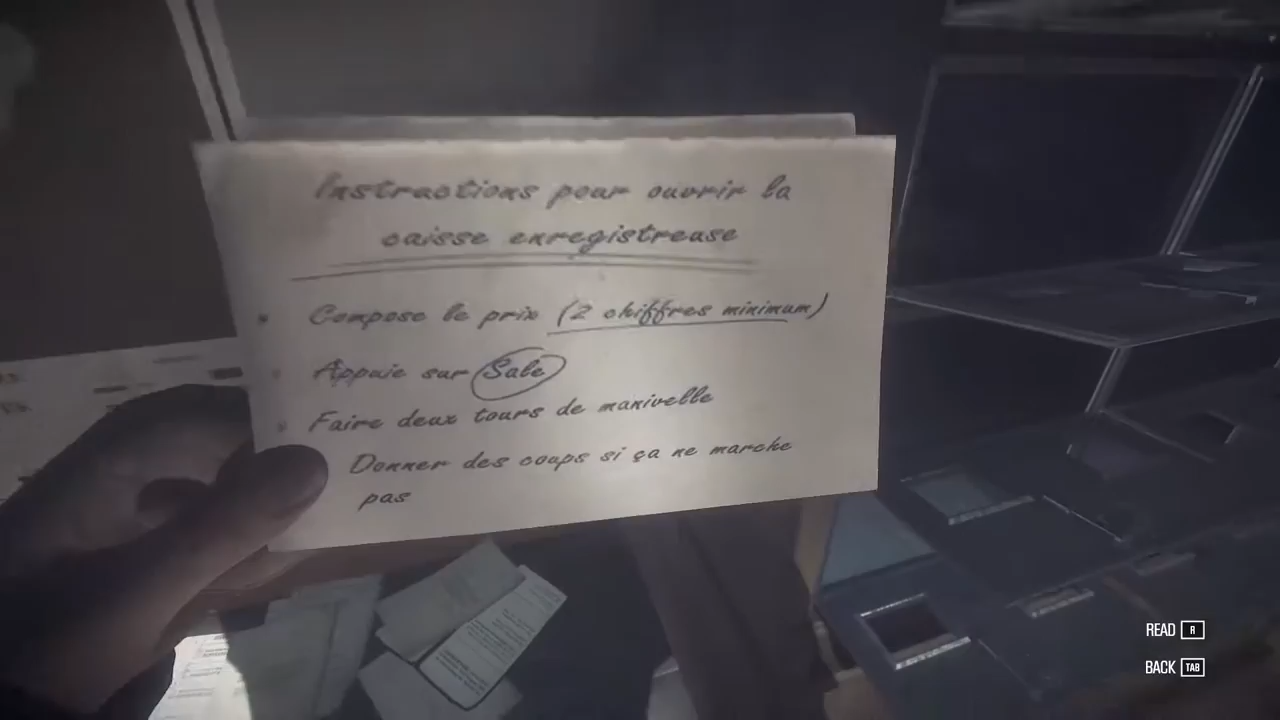 Instructions pour ouvrir la
caisse enregistreuse
Compose le prix (2 chiffres minimum)
Appuie sur Sale
Faire deux tours de manivelle
Donner des coups si ça ne marche
pas
READ R
BACK TAB